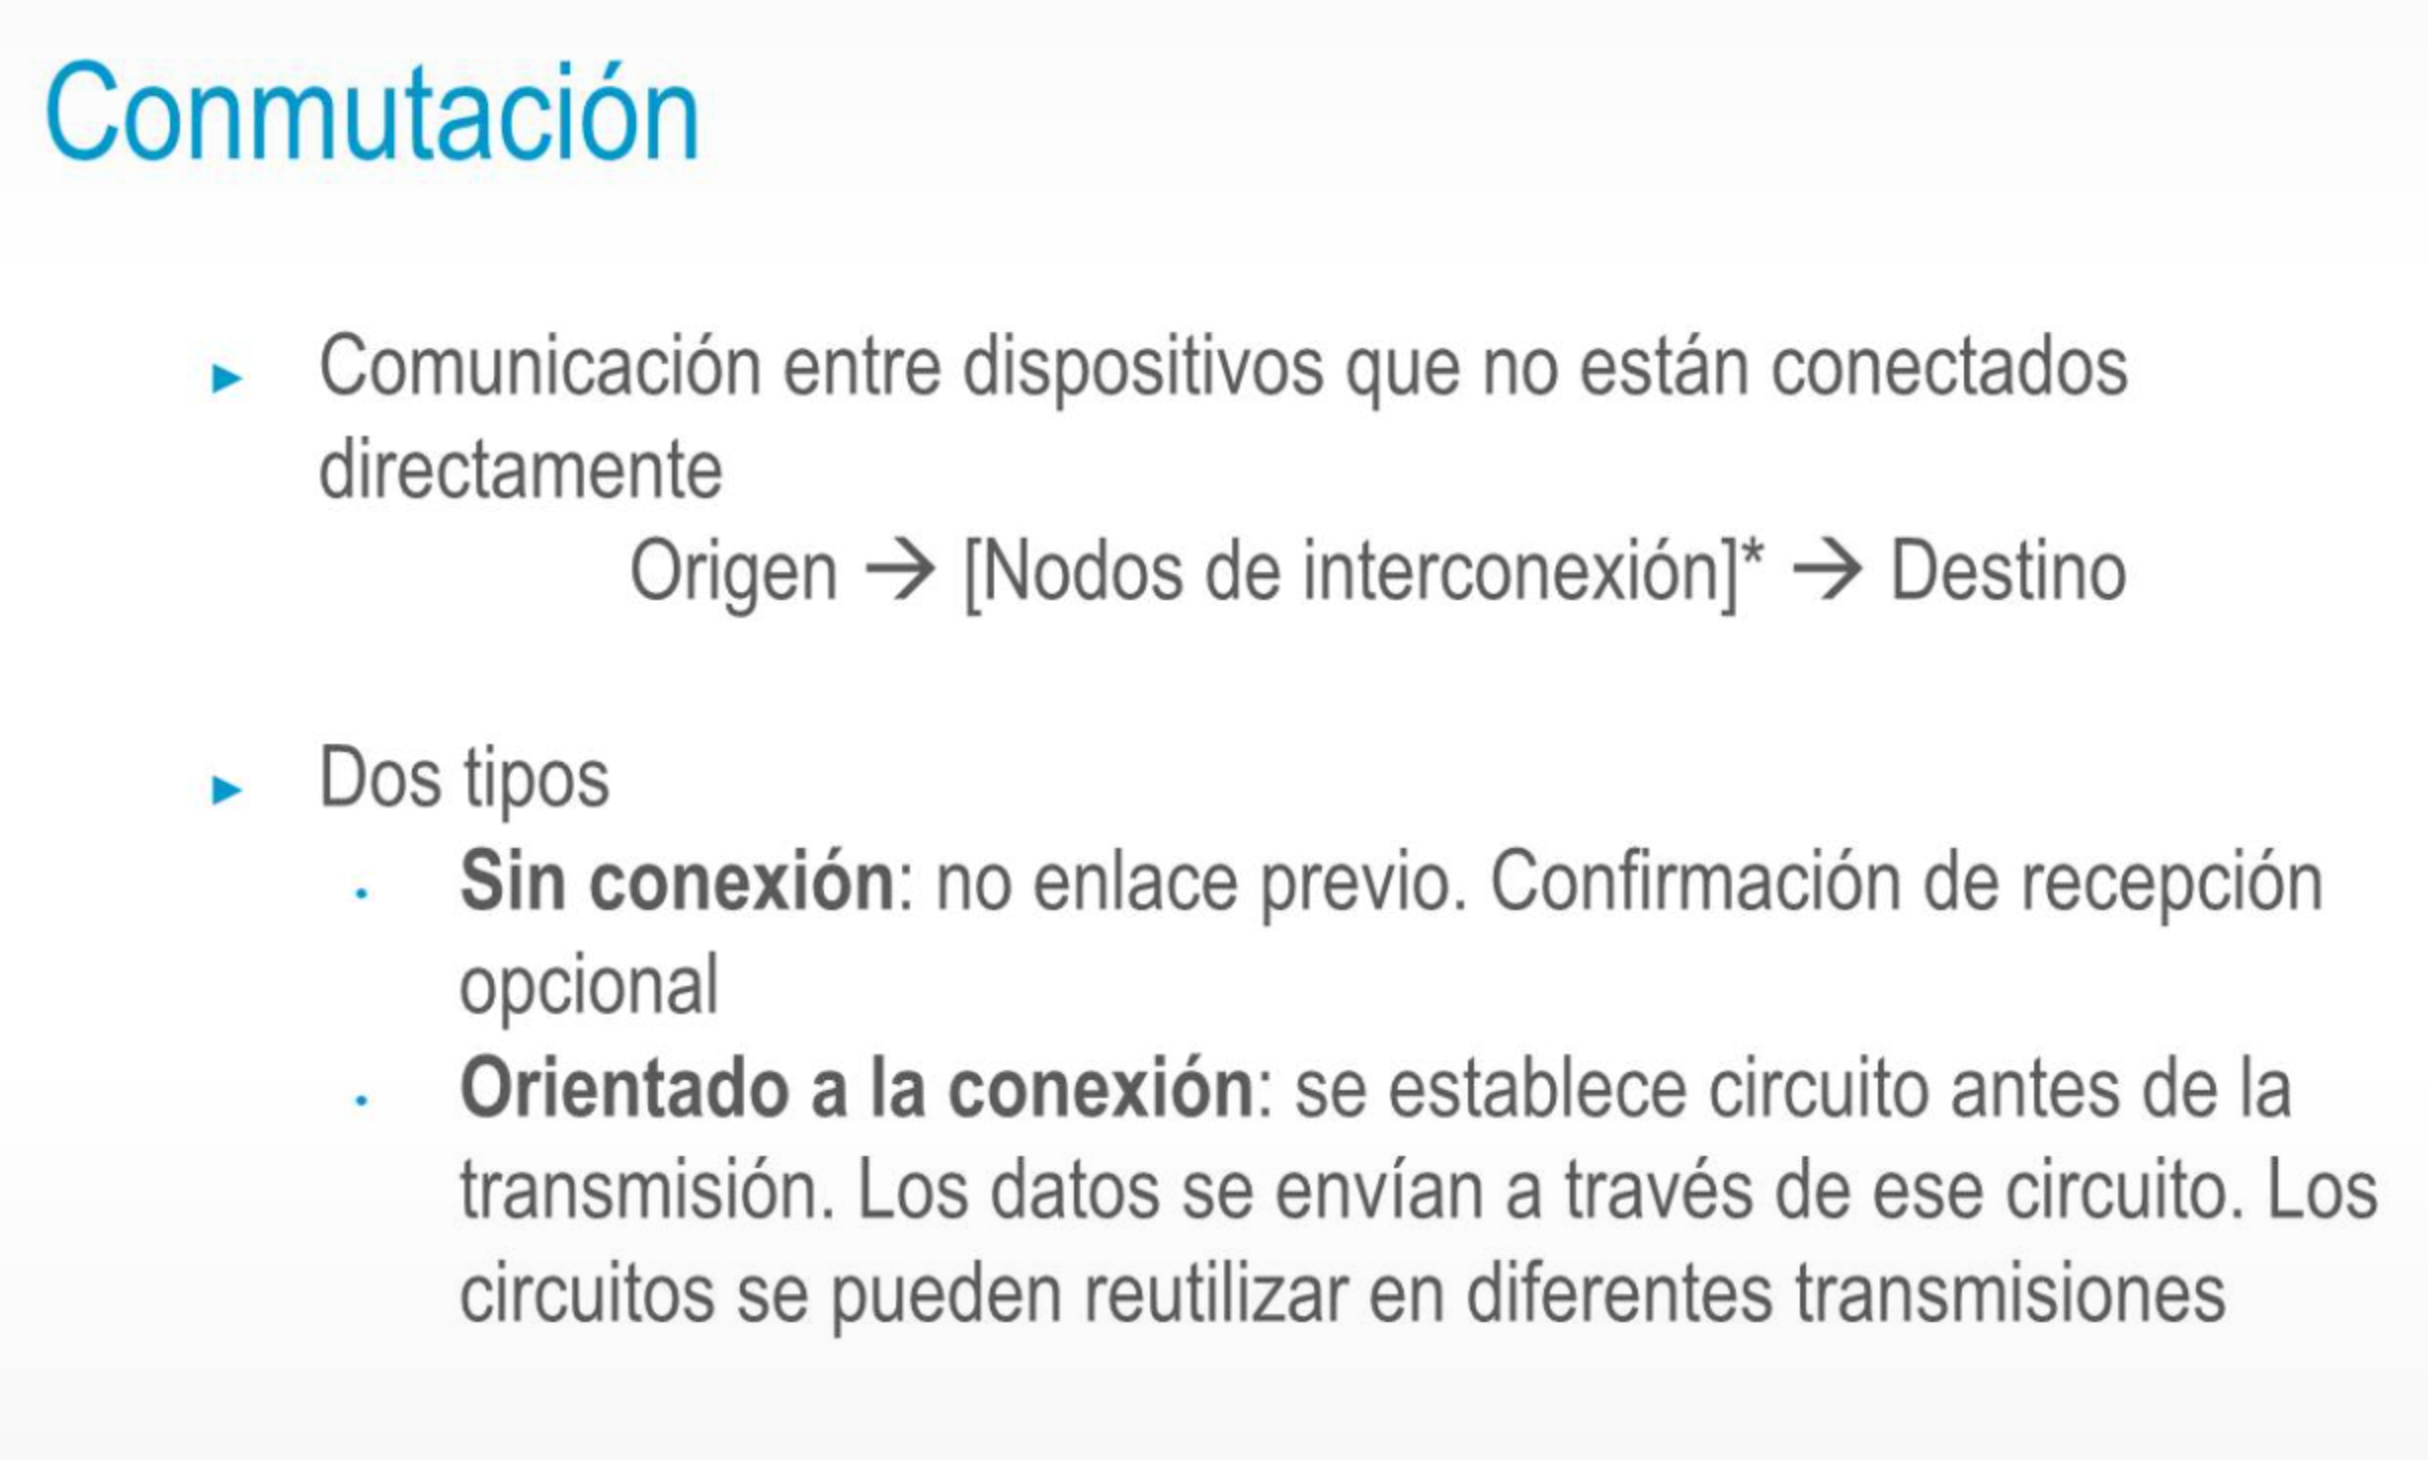 Conmutación
► Comunicación entre dispositivos que no están conectados
directamente
Origen → [Nodos de interconexión]* → Destino
► Dos tipos
· Sin conexión: no enlace previo. Confirmación de recepción
opcional
· Orientado a la conexión: se establece circuito antes de la
transmisión. Los datos se envían a través de ese circuito. Los
circuitos se pueden reutilizar en diferentes transmisiones